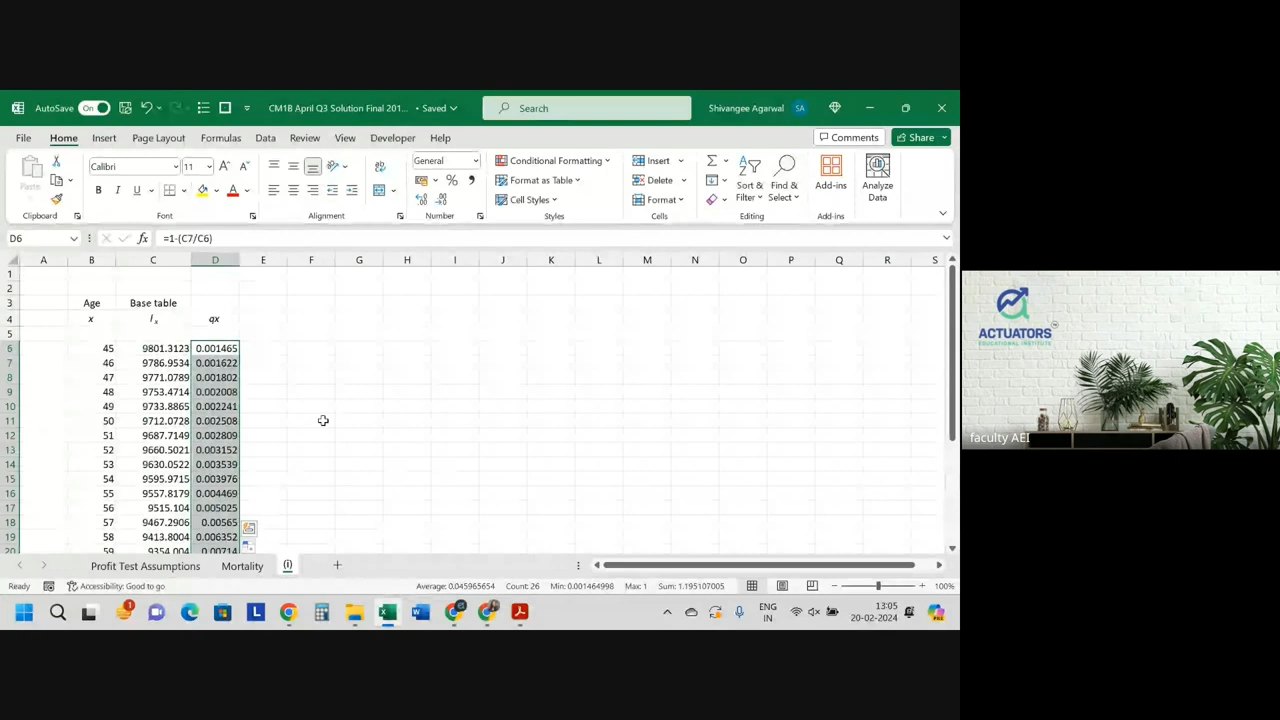 AutoSave On CM1B April Q3 Solution Final 201... • Saved Search Shivangee Agarwal SA
File Home Insert Page Layout Formulas Data Review View Developer Help Comments Share
Paste Calibri 11 General Conditional Formatting Format as Table Cell Styles Insert Delete Format Sort & Filter Find & Select Add-ins Analyze Data
Clipboard Font Alignment Number Styles Cells Editing Add-ins
D6 fx =1-(C7/C6)
A B C D E F G H I J K L M N O P Q R S
1
2
3 Age Base table
4 x l x qx
5
6 45 9801.3123 0.001465
7 46 9786.9534 0.001622
8 47 9771.0789 0.001802
9 48 9753.4714 0.002008
10 49 9733.8865 0.002241
11 50 9712.0728 0.002508
12 51 9687.7149 0.002809
13 52 9660.5021 0.003152
14 53 9630.0522 0.003539
15 54 9595.9715 0.003976
16 55 9557.8179 0.004469
17 56 9515.104 0.005025
18 57 9467.2906 0.00565
19 58 9413.8004 0.006352
20 59 9354.004 0.00714
Profit Test Assumptions Mortality (i)
Ready Accessibility: Good to go Average: 0.045965654 Count: 26 Min: 0.001464998 Max: 1 Sum: 1.195107005 100%
ENG IN 13:05 20-02-2024
ACTUATORS
EDUCATIONAL INSTITUTE
faculty AEI